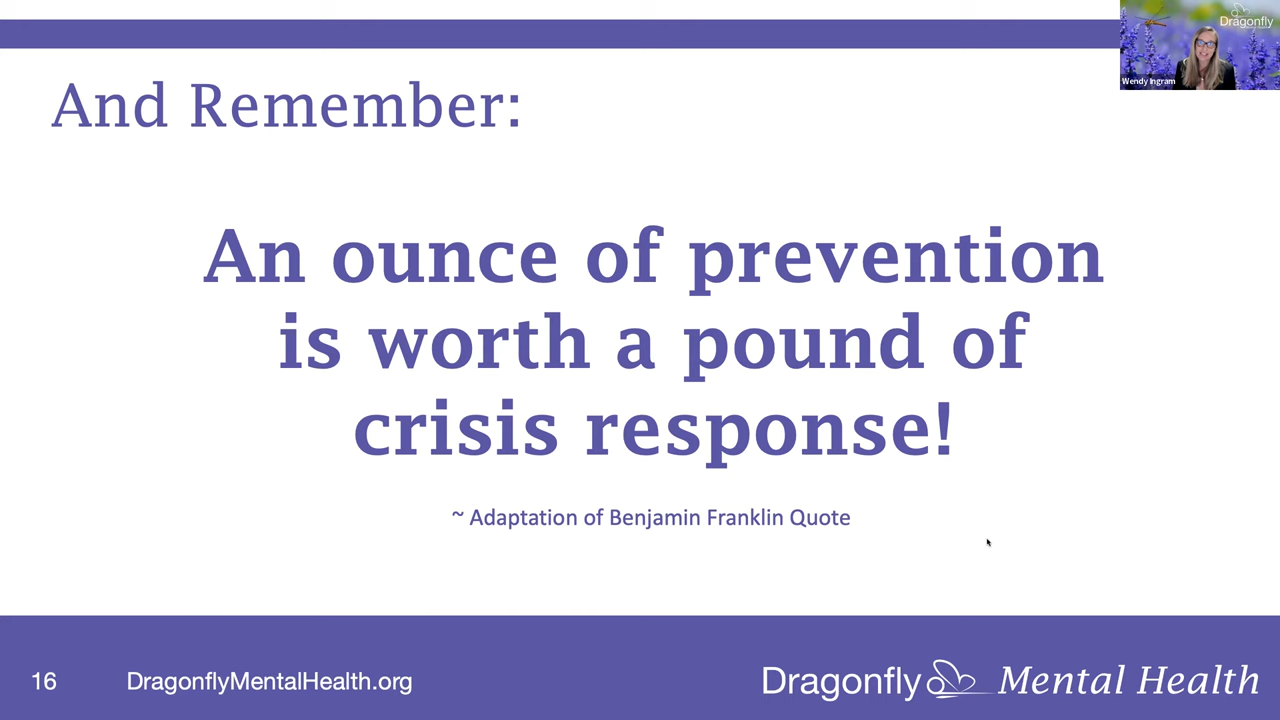 Dragonfly
Wendy Ingram
And Remember:
An ounce of prevention
is worth a pound of
crisis response!
~ Adaptation of Benjamin Franklin Quote
16
DragonflyMentalHealth.org
Dragonfly Mental Health